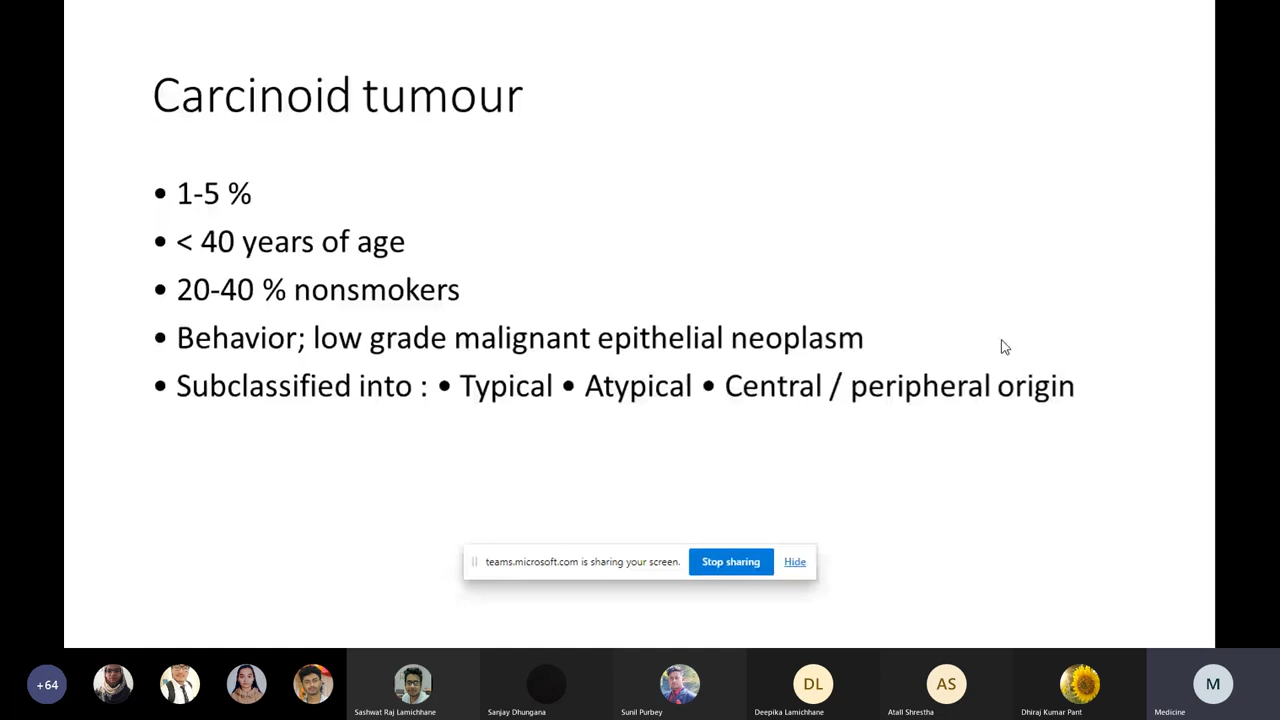 Carcinoid tumour
• 1-5 %
• < 40 years of age
• 20-40 % nonsmokers
• Behavior; low grade malignant epithelial neoplasm
• Subclassified into : • Typical • Atypical • Central / peripheral origin
teams.microsoft.com is sharing your screen. Stop sharing Hide
+64 DL AS M
Sashwat Raj Lamichhane Sanjay Dhungana Sunil Purbey Deepika Lamichhane Atall Shrestha Dhiraj Kumar Pant Medicine